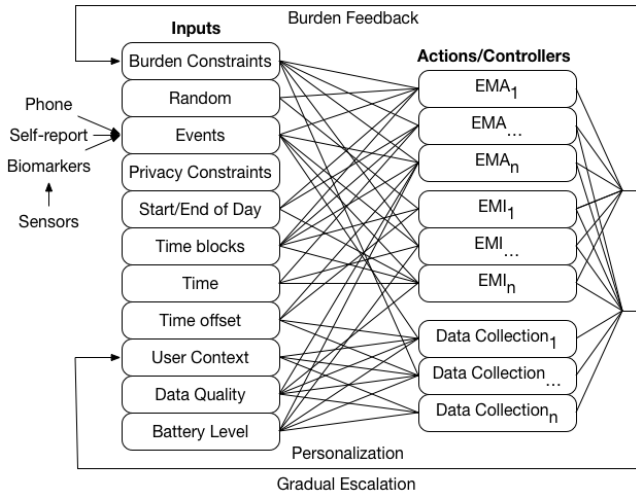 Burden Feedback
Inputs
Burden Constraints
Random
Events
Privacy Constraints
Start/End of Day
Time blocks
Time
Time offset
User Context
Data Quality
Battery Level
Phone
Self-report
Biomarkers
Sensors
Actions/Controllers
EMA1
EMA...
EMAn
EMI1
EMI...
EMIn
Data Collection1
Data Collection...
Data Collectionn
Personalization
Gradual Escalation